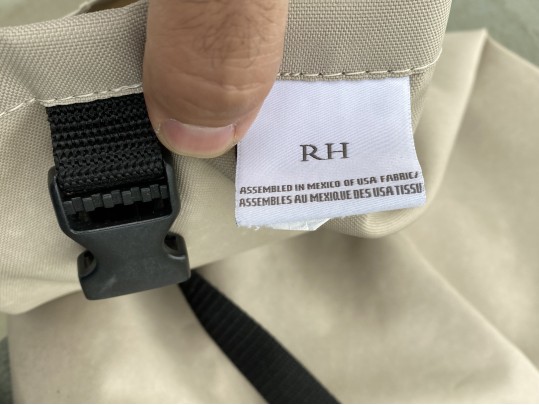 RH
ASSEMBLED IN MEXICO OF USA FABRIC/
ASSEMBLES AU MEXIQUE DES USA TISSU